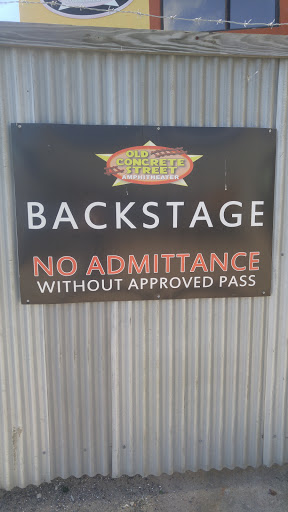 OLD
CONCRETE
STREET
AMPHITHEATER
BACKSTAGE
NO ADMITTANCE
WITHOUT APPROVED PASS